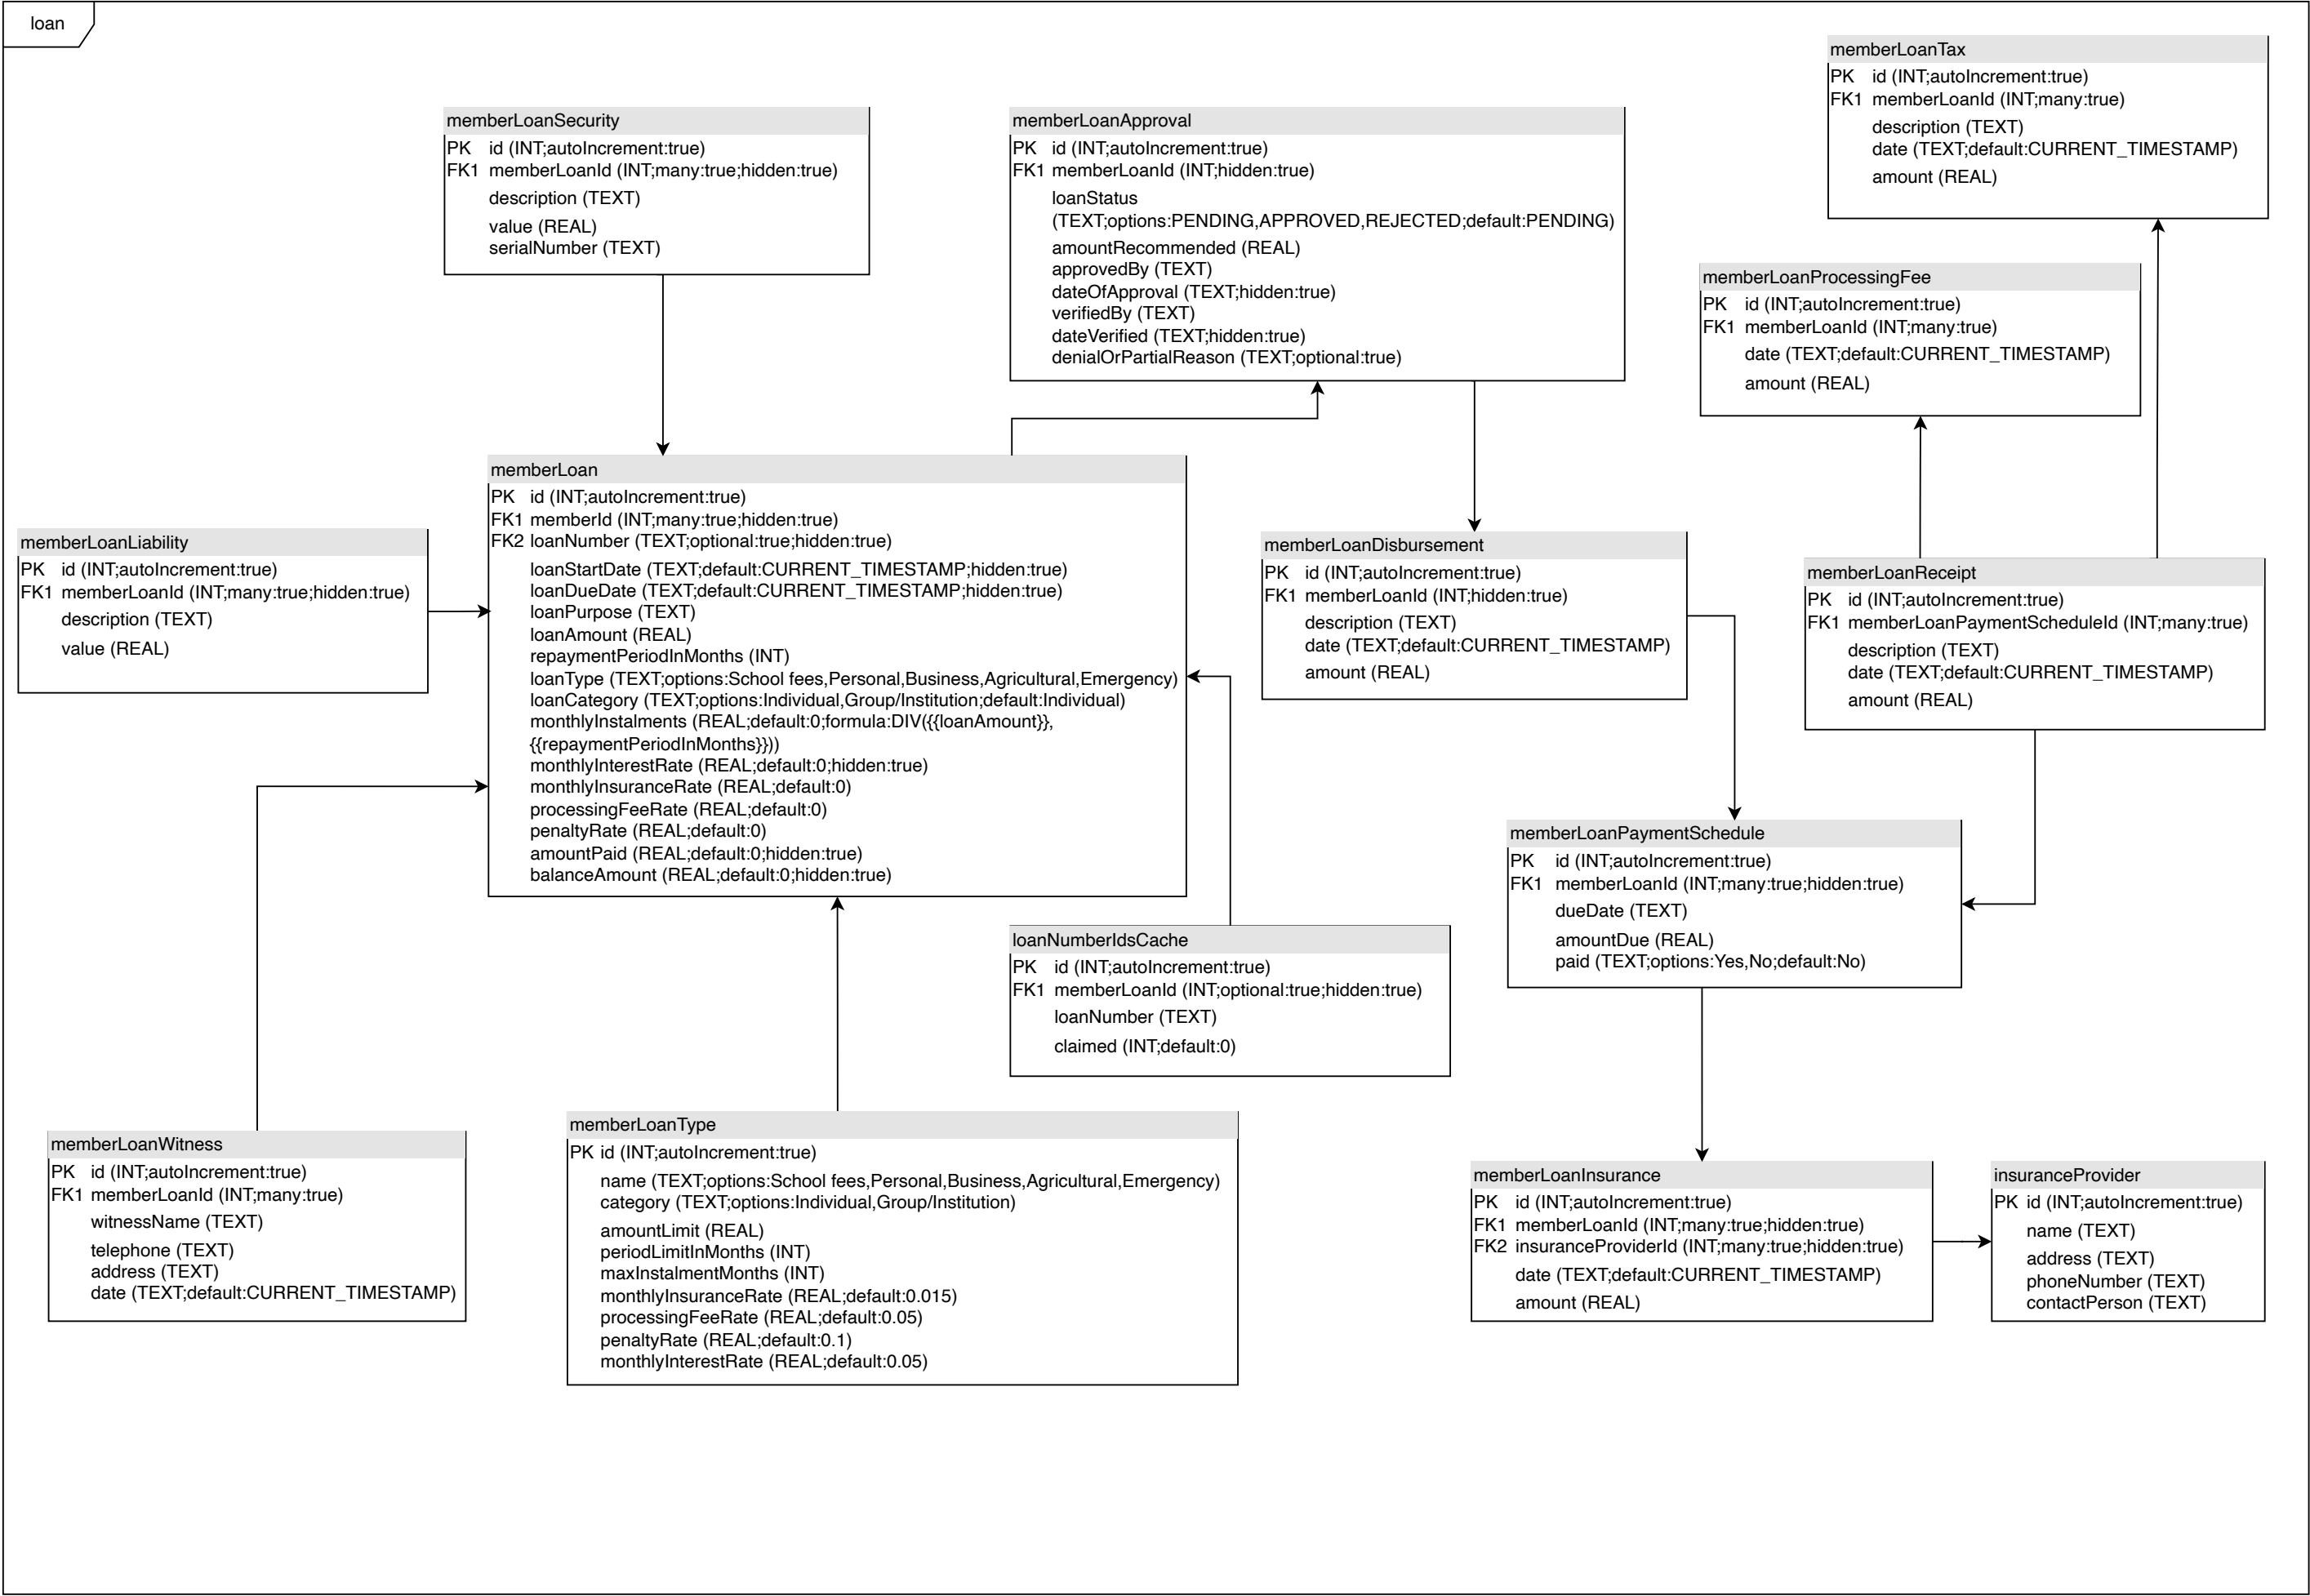 loan
memberLoanTax
PK id (INT;autoIncrement:true)
FK1 memberLoanId (INT;many:true)
description (TEXT)
date (TEXT;default:CURRENT_TIMESTAMP)
amount (REAL)
memberLoanSecurity
PK id (INT;autoIncrement:true)
FK1 memberLoanId (INT;many:true;hidden:true)
description (TEXT)
value (REAL)
serialNumber (TEXT)
memberLoanApproval
PK id (INT;autoIncrement:true)
FK1 memberLoanId (INT;hidden:true)
loanStatus
(TEXT;options:PENDING,APPROVED,REJECTED;default:PENDING)
amountRecommended (REAL)
approvedBy (TEXT)
dateOfApproval (TEXT;hidden:true)
verifiedBy (TEXT)
dateVerified (TEXT;hidden:true)
denialOrPartialReason (TEXT;optional:true)
memberLoanProcessingFee
PK id (INT;autoIncrement:true)
FK1 memberLoanId (INT;many:true)
date (TEXT;default:CURRENT_TIMESTAMP)
amount (REAL)
memberLoan
PK id (INT;autoIncrement:true)
FK1 memberId (INT;many:true;hidden:true)
FK2 loanNumber (TEXT;optional:true;hidden:true)
loanStartDate (TEXT;default:CURRENT_TIMESTAMP;hidden:true)
loanDueDate (TEXT;default:CURRENT_TIMESTAMP;hidden:true)
loanPurpose (TEXT)
loanAmount (REAL)
repaymentPeriodInMonths (INT)
loanType (TEXT;options:School fees,Personal,Business,Agricultural,Emergency)
loanCategory (TEXT;options:Individual,Group/Institution;default:Individual)
monthlyInstalments (REAL;default:0;formula:DIV({{loanAmount}},
{{repaymentPeriodInMonths}}))
monthlyInterestRate (REAL;default:0;hidden:true)
monthlyInsuranceRate (REAL;default:0)
processingFeeRate (REAL;default:0)
penaltyRate (REAL;default:0)
amountPaid (REAL;default:0;hidden:true)
balanceAmount (REAL;default:0;hidden:true)
memberLoanLiability
PK id (INT;autoIncrement:true)
FK1 memberLoanId (INT;many:true;hidden:true)
description (TEXT)
value (REAL)
memberLoanDisbursement
PK id (INT;autoIncrement:true)
FK1 memberLoanId (INT;hidden:true)
description (TEXT)
date (TEXT;default:CURRENT_TIMESTAMP)
amount (REAL)
memberLoanReceipt
PK id (INT;autoIncrement:true)
FK1 memberLoanPaymentScheduleId (INT;many:true)
description (TEXT)
date (TEXT;default:CURRENT_TIMESTAMP)
amount (REAL)
memberLoanPaymentSchedule
PK id (INT;autoIncrement:true)
FK1 memberLoanId (INT;many:true;hidden:true)
dueDate (TEXT)
amountDue (REAL)
paid (TEXT;options:Yes,No;default:No)
loanNumberIdsCache
PK id (INT;autoIncrement:true)
FK1 memberLoanId (INT;optional:true;hidden:true)
loanNumber (TEXT)
claimed (INT;default:0)
memberLoanWitness
PK id (INT;autoIncrement:true)
FK1 memberLoanId (INT;many:true)
witnessName (TEXT)
telephone (TEXT)
address (TEXT)
date (TEXT;default:CURRENT_TIMESTAMP)
memberLoanType
PK id (INT;autoIncrement:true)
name (TEXT;options:School fees,Personal,Business,Agricultural,Emergency)
category (TEXT;options:Individual,Group/Institution)
amountLimit (REAL)
periodLimitInMonths (INT)
maxInstalmentMonths (INT)
monthlyInsuranceRate (REAL;default:0.015)
processingFeeRate (REAL;default:0.05)
penaltyRate (REAL;default:0.1)
monthlyInterestRate (REAL;default:0.05)
memberLoanInsurance
PK id (INT;autoIncrement:true)
FK1 memberLoanId (INT;many:true;hidden:true)
FK2 insuranceProviderId (INT;many:true;hidden:true)
date (TEXT;default:CURRENT_TIMESTAMP)
amount (REAL)
insuranceProvider
PK id (INT;autoIncrement:true)
name (TEXT)
address (TEXT)
phoneNumber (TEXT)
contactPerson (TEXT)